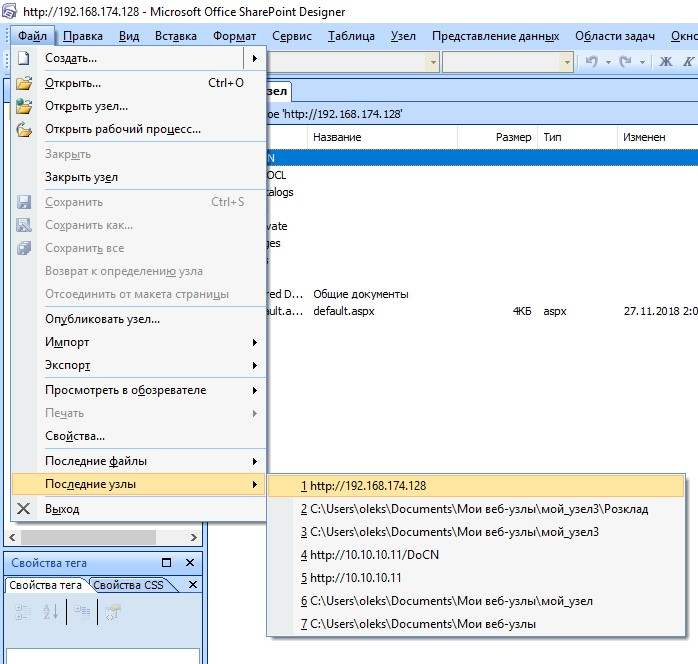 http://192.168.174.128 - Microsoft Office SharePoint Designer
Файл Правка Вид Вставка Формат Сервис Таблица Узел Представление данных Области задач Окно
Ж К
Создать...
Открыть... Ctrl+O
зел
Открыть узел...
ое 'http://192.168.174.128'
Открыть рабочий процесс...
Название Размер Тип Изменен
Закрыть
CN
Закрыть узел
OCL
Сохранить Ctrl+S
talogs
Сохранить как...
vate
Сохранить все
ges
Возврат к определению узла
s
Отсоединить от макета страницы
red D... Общие документы
Опубликовать узел...
ult.a... default.aspx 4КБ aspx 27.11.2018 2:0
Импорт
Экспорт
Просмотреть в обозревателе
Печать
Свойства...
Последние файлы
Последние узлы
Выход
1 http://192.168.174.128
2 C:\Users\oleks\Documents\Мои веб-узлы\мой_узел3\Розклад
3 C:\Users\oleks\Documents\Мои веб-узлы\мой_узел3
4 http://10.10.10.11/DoCN
5 http://10.10.10.11
6 C:\Users\oleks\Documents\Мои веб-узлы\мой_узел
7 C:\Users\oleks\Documents\Мои веб-узлы
Свойства тега
Свойства тега Свойства CSS